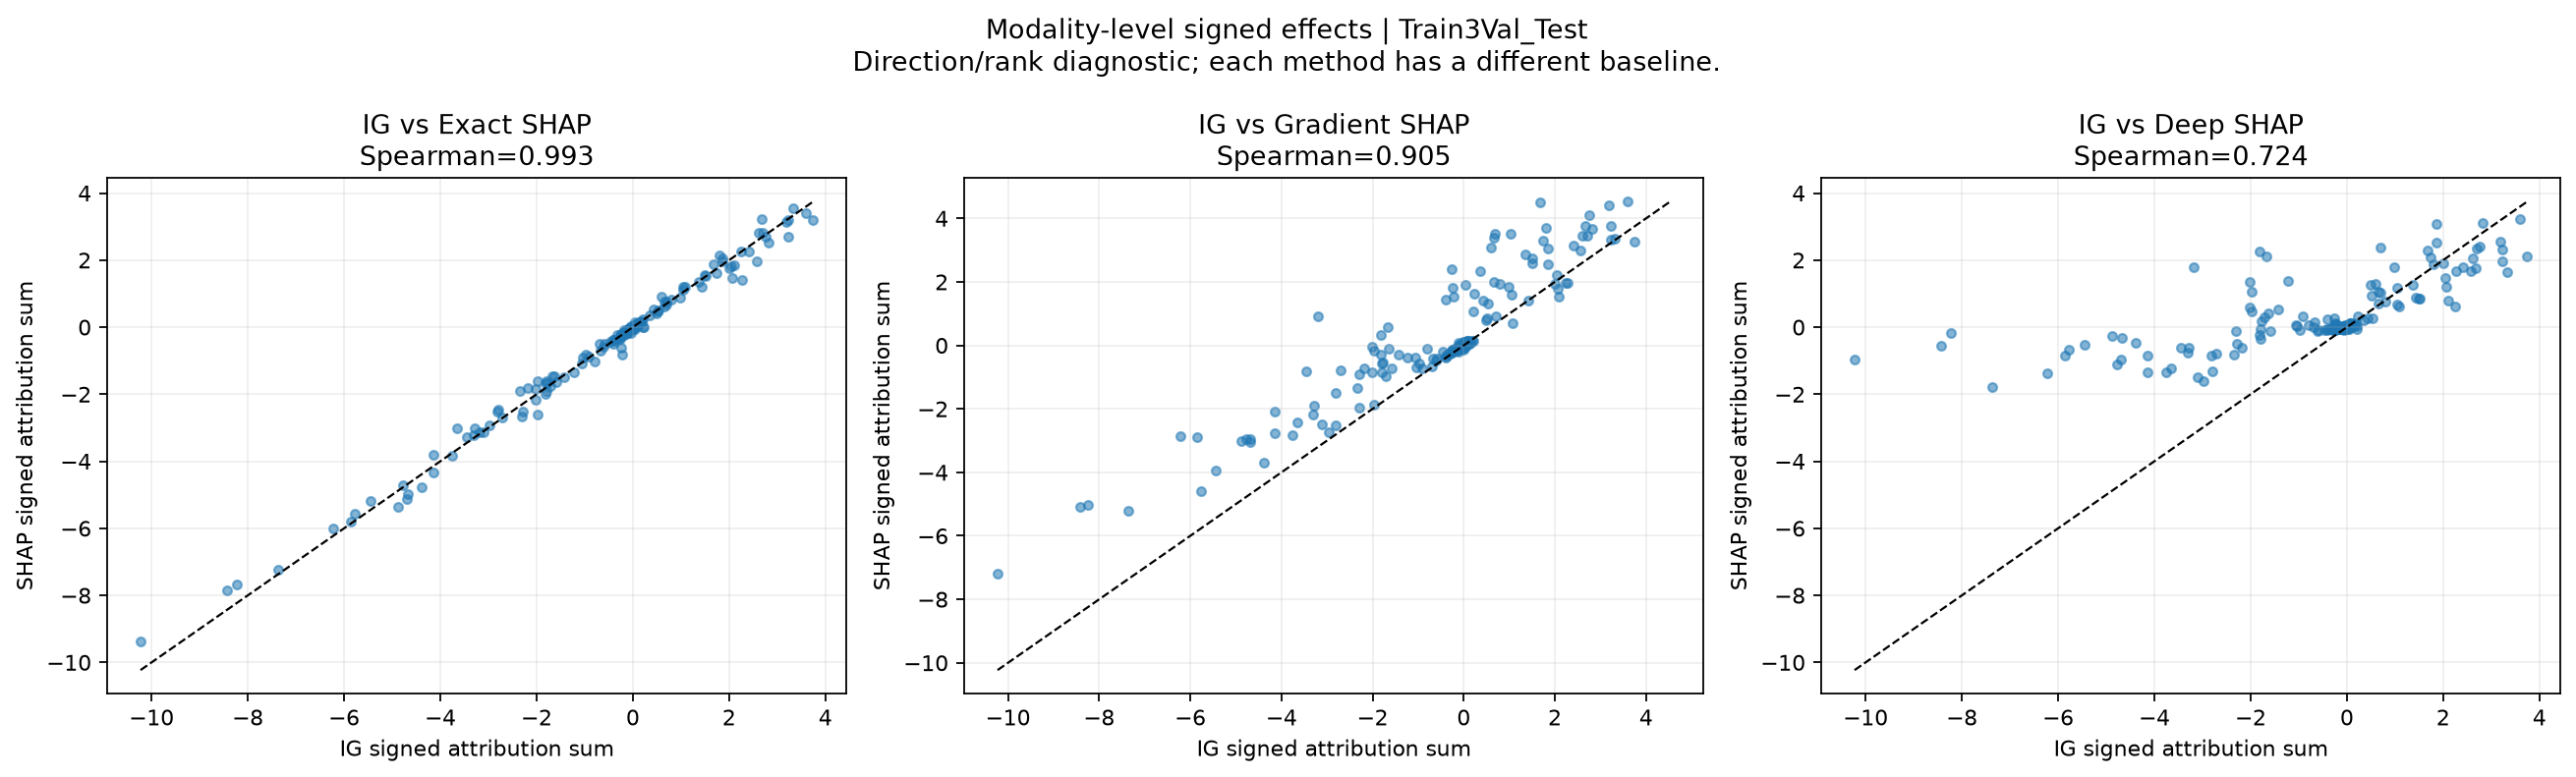 Modality-level signed effects | Train3Val_Test
Direction/rank diagnostic; each method has a different baseline.
IG vs Exact SHAP
Spearman=0.993
4
2
0
−2
−4
−6
−8
−10
SHAP signed attribution sum
−10 −8 −6 −4 −2 0 2 4
IG signed attribution sum
IG vs Gradient SHAP
Spearman=0.905
4
2
0
−2
−4
−6
−8
−10
SHAP signed attribution sum
−10 −8 −6 −4 −2 0 2 4
IG signed attribution sum
IG vs Deep SHAP
Spearman=0.724
4
2
0
−2
−4
−6
−8
−10
SHAP signed attribution sum
−10 −8 −6 −4 −2 0 2 4
IG signed attribution sum